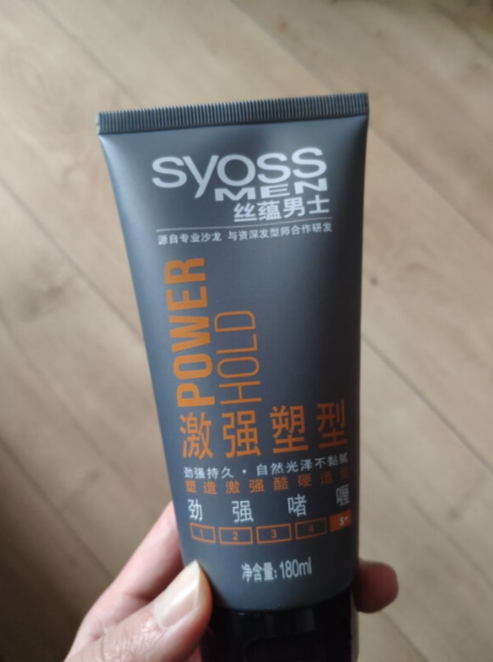 syoss
MEN
丝蕴男士
源自专业沙龙 与资深发型师合作研发
POWER
HOLD
激强塑型
劲强持久·自然光泽不黏腻
塑造激强酷硬造型
劲强啫喱
1 2 3 4 5+
净含量:180ml